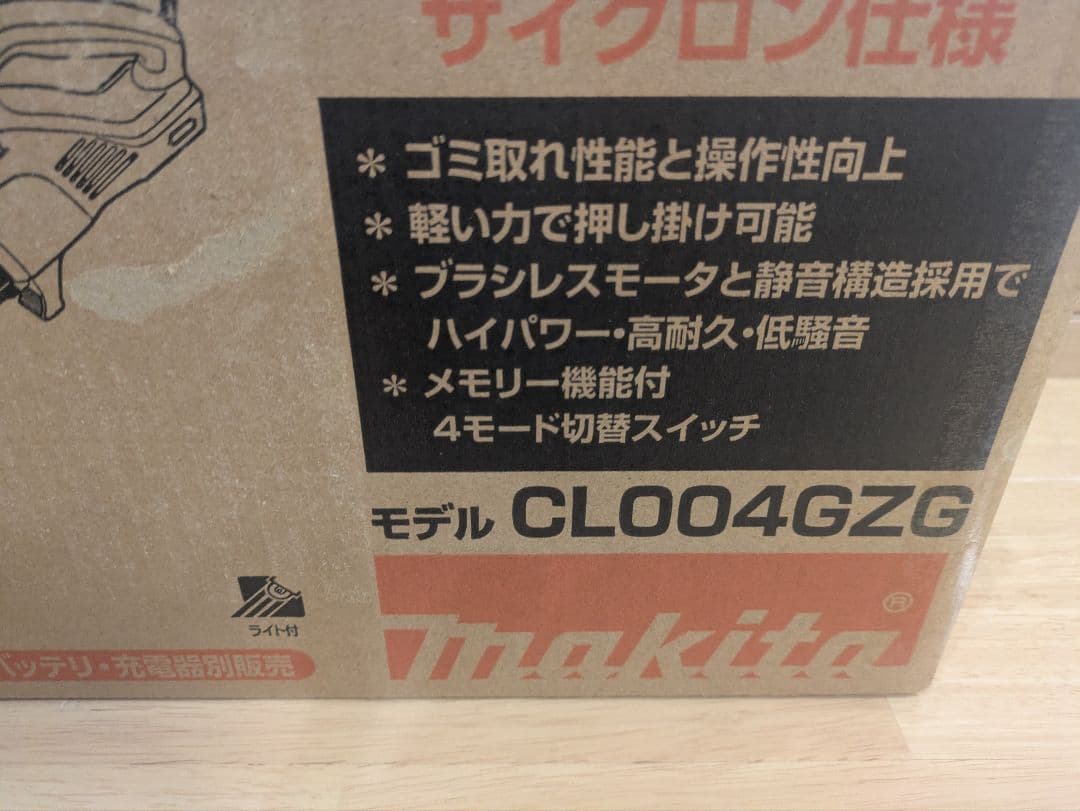 サイクロン仕様
* ゴミ取れ性能と操作性向上
* 軽い力で押し掛け可能
* ブラシレスモータと静音構造採用で
ハイパワー・高耐久・低騒音
* メモリー機能付
4モード切替スイッチ
モデル CL004GZG
ライト付
バッテリ・充電器別販売
makita®